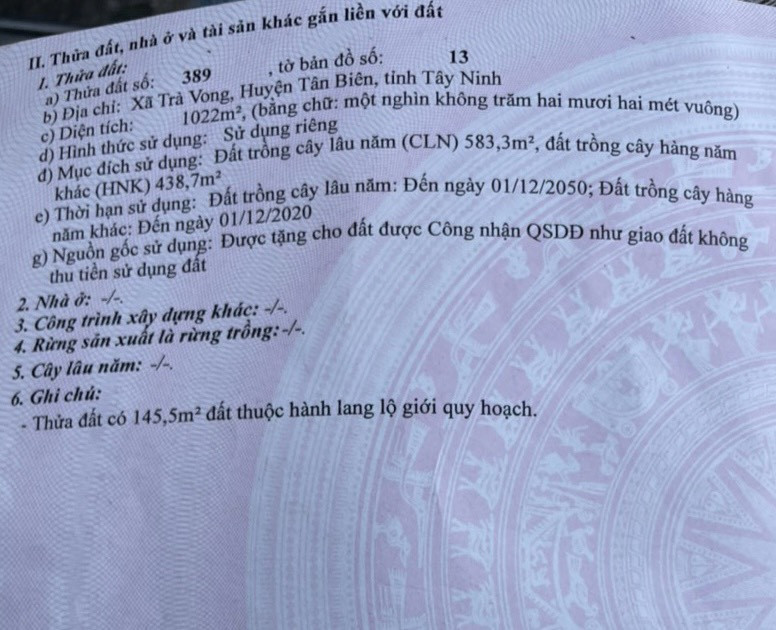 II. Thửa đất, nhà ở và tài sản khác gắn liền với đất
1. Thửa đất:
a) Thửa đất số: 389 , tờ bản đồ số: 13
b) Địa chỉ: Xã Trà Vong, Huyện Tân Biên, tỉnh Tây Ninh
c) Diện tích: 1022m², (bằng chữ: một nghìn không trăm hai mươi hai mét vuông)
d) Hình thức sử dụng: Sử dụng riêng
đ) Mục đích sử dụng: Đất trồng cây lâu năm (CLN) 583,3m², đất trồng cây hàng năm
khác (HNK) 438,7m²
e) Thời hạn sử dụng: Đất trồng cây lâu năm: Đến ngày 01/12/2050; Đất trồng cây hàng
năm khác: Đến ngày 01/12/2020
g) Nguồn gốc sử dụng: Được tặng cho đất được Công nhận QSDĐ như giao đất không
thu tiền sử dụng đất
2. Nhà ở: -/-.
3. Công trình xây dựng khác: -/-.
4. Rừng sản xuất là rừng trồng: -/-.
5. Cây lâu năm: -/-.
6. Ghi chú:
- Thửa đất có 145,5m² đất thuộc hành lang lộ giới quy hoạch.